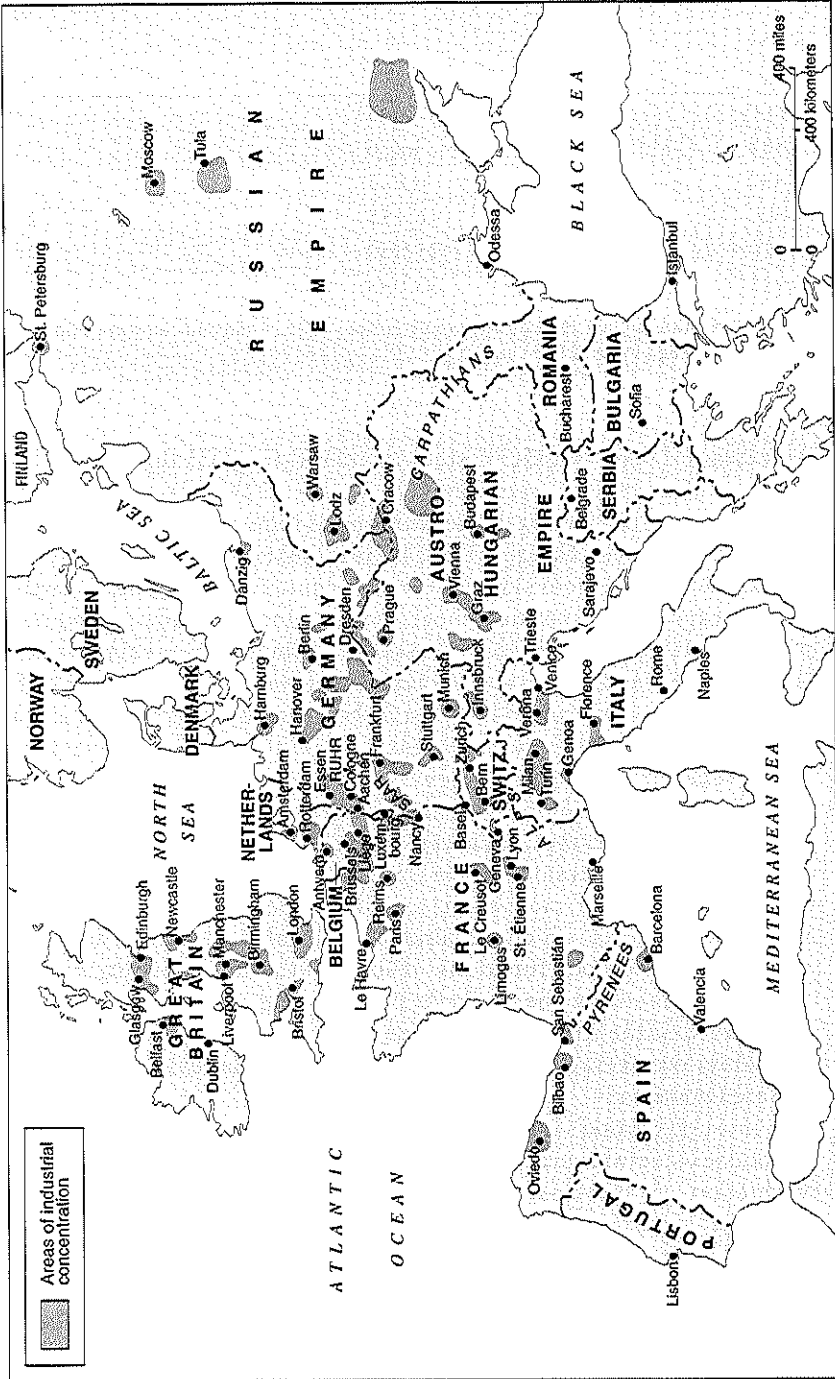 Areas of industrial
concentration
NORWAY
SWEDEN
FINLAND
St. Petersburg
BALTIC SEA
NORTH
SEA
DENMARK
Moscow
Tula
RUSSIAN
EMPIRE
Glasgow
Edinburgh
Belfast
Newcastle
GREAT
BRITAIN
Dublin
Liverpool
Manchester
Birmingham
Bristol
London
NETHER-
LANDS
Amsterdam
Rotterdam
Hamburg
Danzig
Hanover
Berlin
Warsaw
Lodz
GERMANY
Essen
RUHR
Cologne
Aachen
Antwerp
BELGIUM
Brussels
Liège
Luxem-
bourg
SAAR
Frankfurt
Dresden
Prague
Cracow
ATLANTIC
OCEAN
Le Havre
Reims
Paris
Nancy
Stuttgart
Munich
Vienna
AUSTRO
HUNGARIAN
EMPIRE
CARPATHIANS
Budapest
Graz
Innsbruck
FRANCE
Le Creusot
Limoges
Lyon
St. Étienne
Geneva
Basel
Bern
Zurich
SWITZ
ALPS
Milan
Turin
Verona
Venice
Trieste
Genoa
Florence
ITALY
Rome
Naples
Sarajevo
Belgrade
SERBIA
ROMANIA
Bucharest
BULGARIA
Sofia
Odessa
BLACK SEA
Istanbul
Marseille
PYRENEES
San Sebastián
Bilbao
Oviedo
SPAIN
Barcelona
Valencia
PORTUGAL
Lisbon
MEDITERRANEAN SEA
0 400 miles
0 400 kilometers